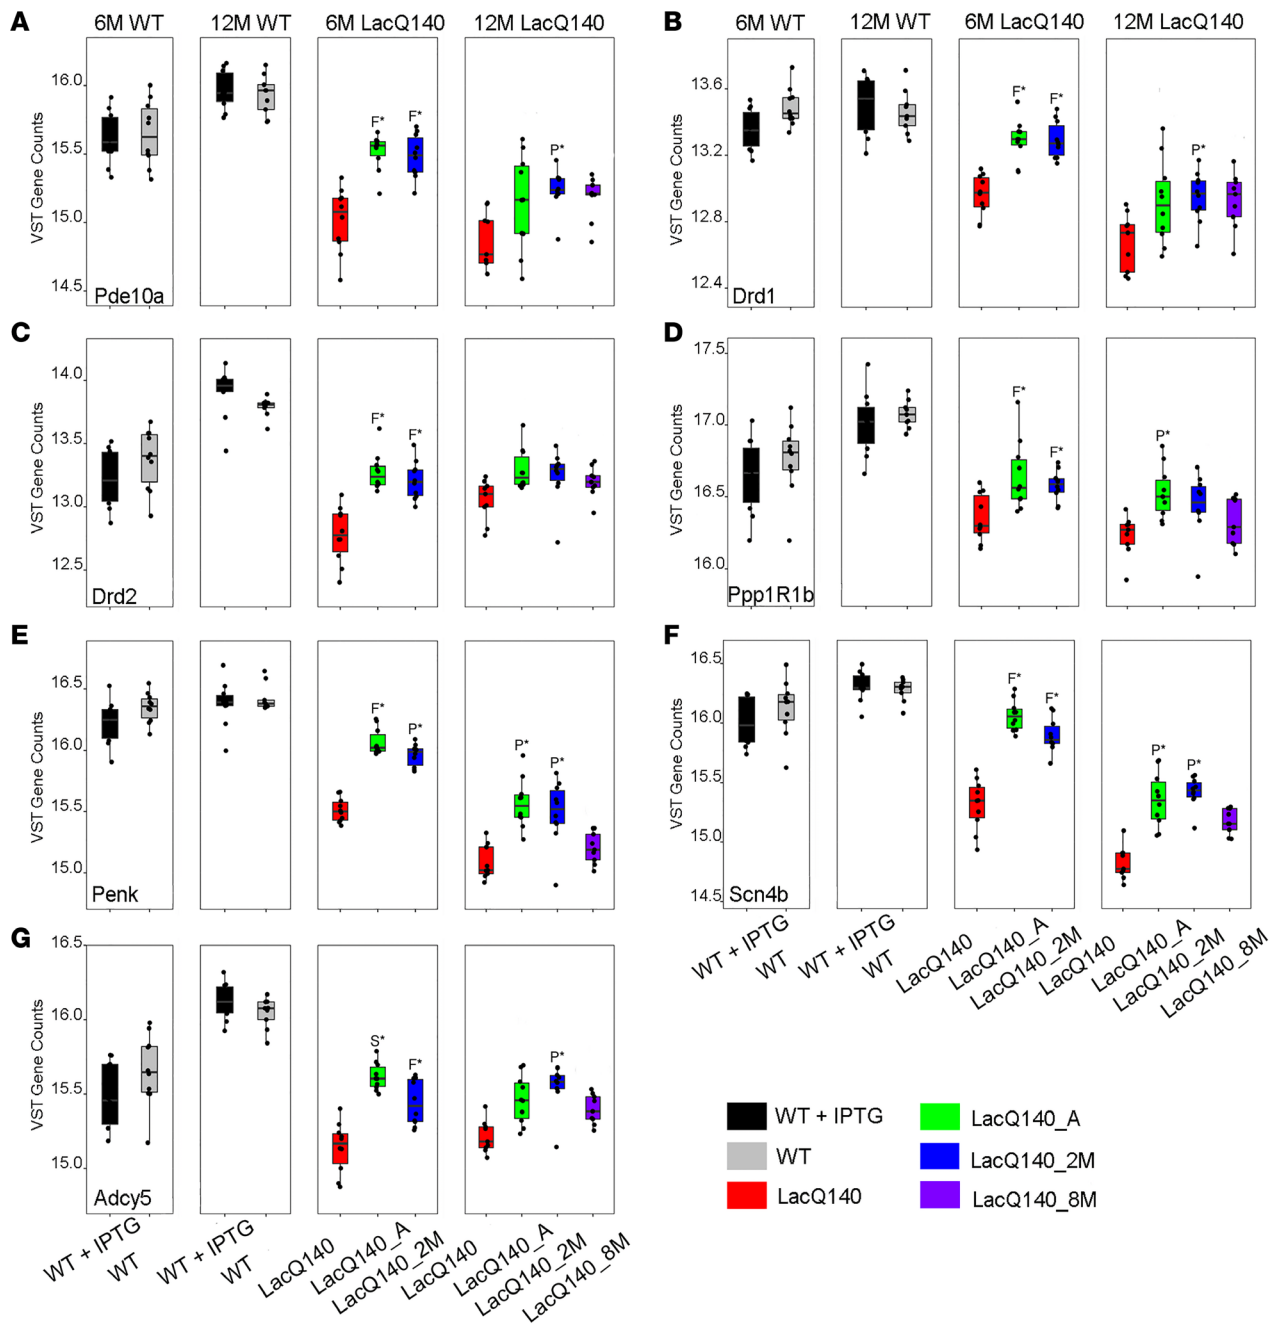 A
6M WT 12M WT 6M LacQ140 12M LacQ140
VST Gene Counts
16.0
15.5
15.0
14.5
F* F* P*
Pde10a
B
6M WT 12M WT 6M LacQ140 12M LacQ140
VST Gene Counts
13.6
13.2
12.8
12.4
F* F* P*
Drd1
C
VST Gene Counts
14.0
13.5
13.0
12.5
F* F*
Drd2
D
VST Gene Counts
17.5
17.0
16.5
16.0
F* F* P*
Ppp1R1b
E
VST Gene Counts
16.5
16.0
15.5
15.0
F* P* P* P*
Penk
F
VST Gene Counts
16.5
16.0
15.5
15.0
14.5
F* F* P* P*
Scn4b
WT + IPTG WT WT + IPTG WT LacQ140 LacQ140_A LacQ140_2M LacQ140 LacQ140_A LacQ140_2M LacQ140_8M
G
VST Gene Counts
16.5
16.0
15.5
15.0
S* F* P*
Adcy5
WT + IPTG WT WT + IPTG WT LacQ140 LacQ140_A LacQ140_2M LacQ140 LacQ140_A LacQ140_2M LacQ140_8M
WT + IPTG
WT
LacQ140
LacQ140_A
LacQ140_2M
LacQ140_8M